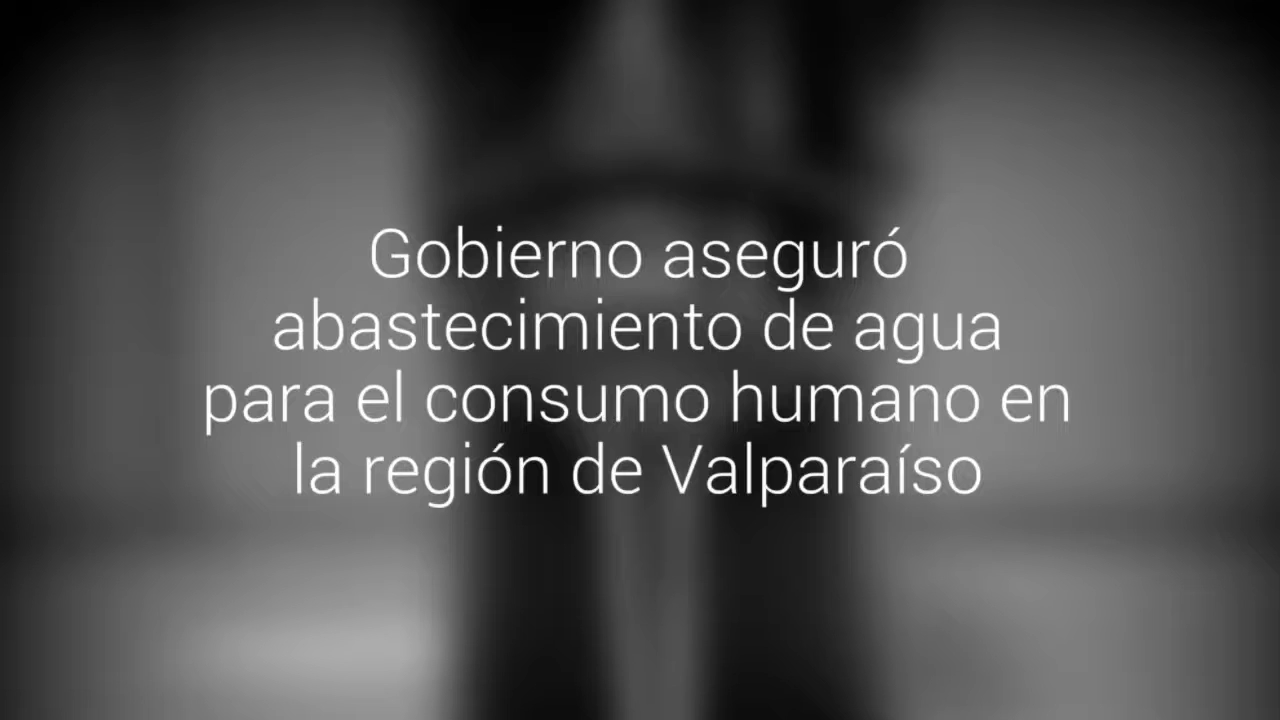 Gobierno aseguró
abastecimiento de agua
para el consumo humano en
la región de Valparaíso